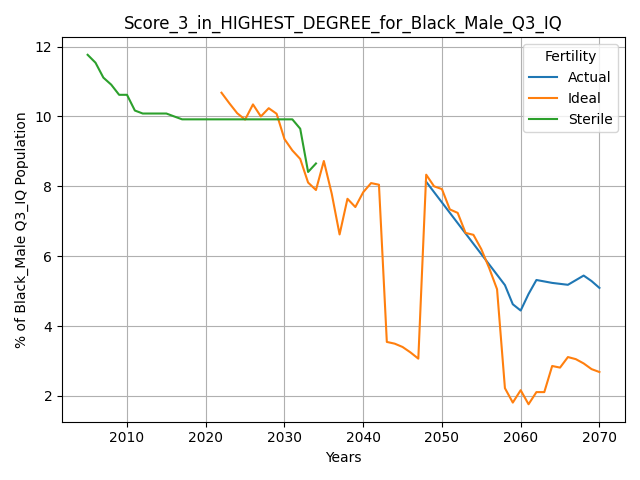 Score_3_in_HIGHEST_DEGREE_for_Black_Male_Q3_IQ
Fertility
Actual
Ideal
Sterile
% of Black_Male Q3_IQ Population
12
10
8
6
4
2
2010 2020 2030 2040 2050 2060 2070
Years